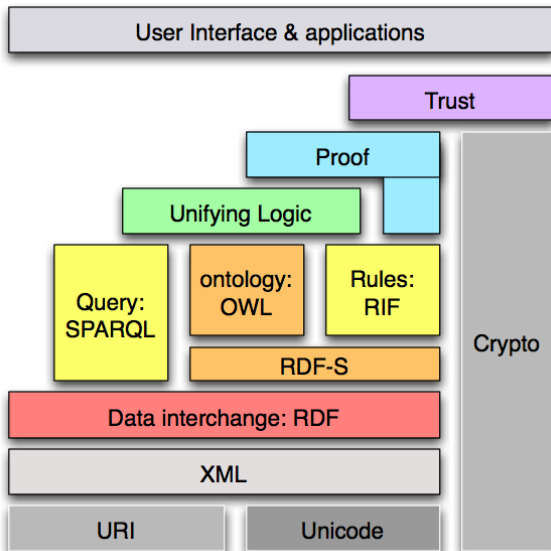 User Interface & applications
Trust
Proof
Unifying Logic
Query:
SPARQL
ontology:
OWL
Rules:
RIF
Crypto
RDF-S
Data interchange: RDF
XML
URI
Unicode